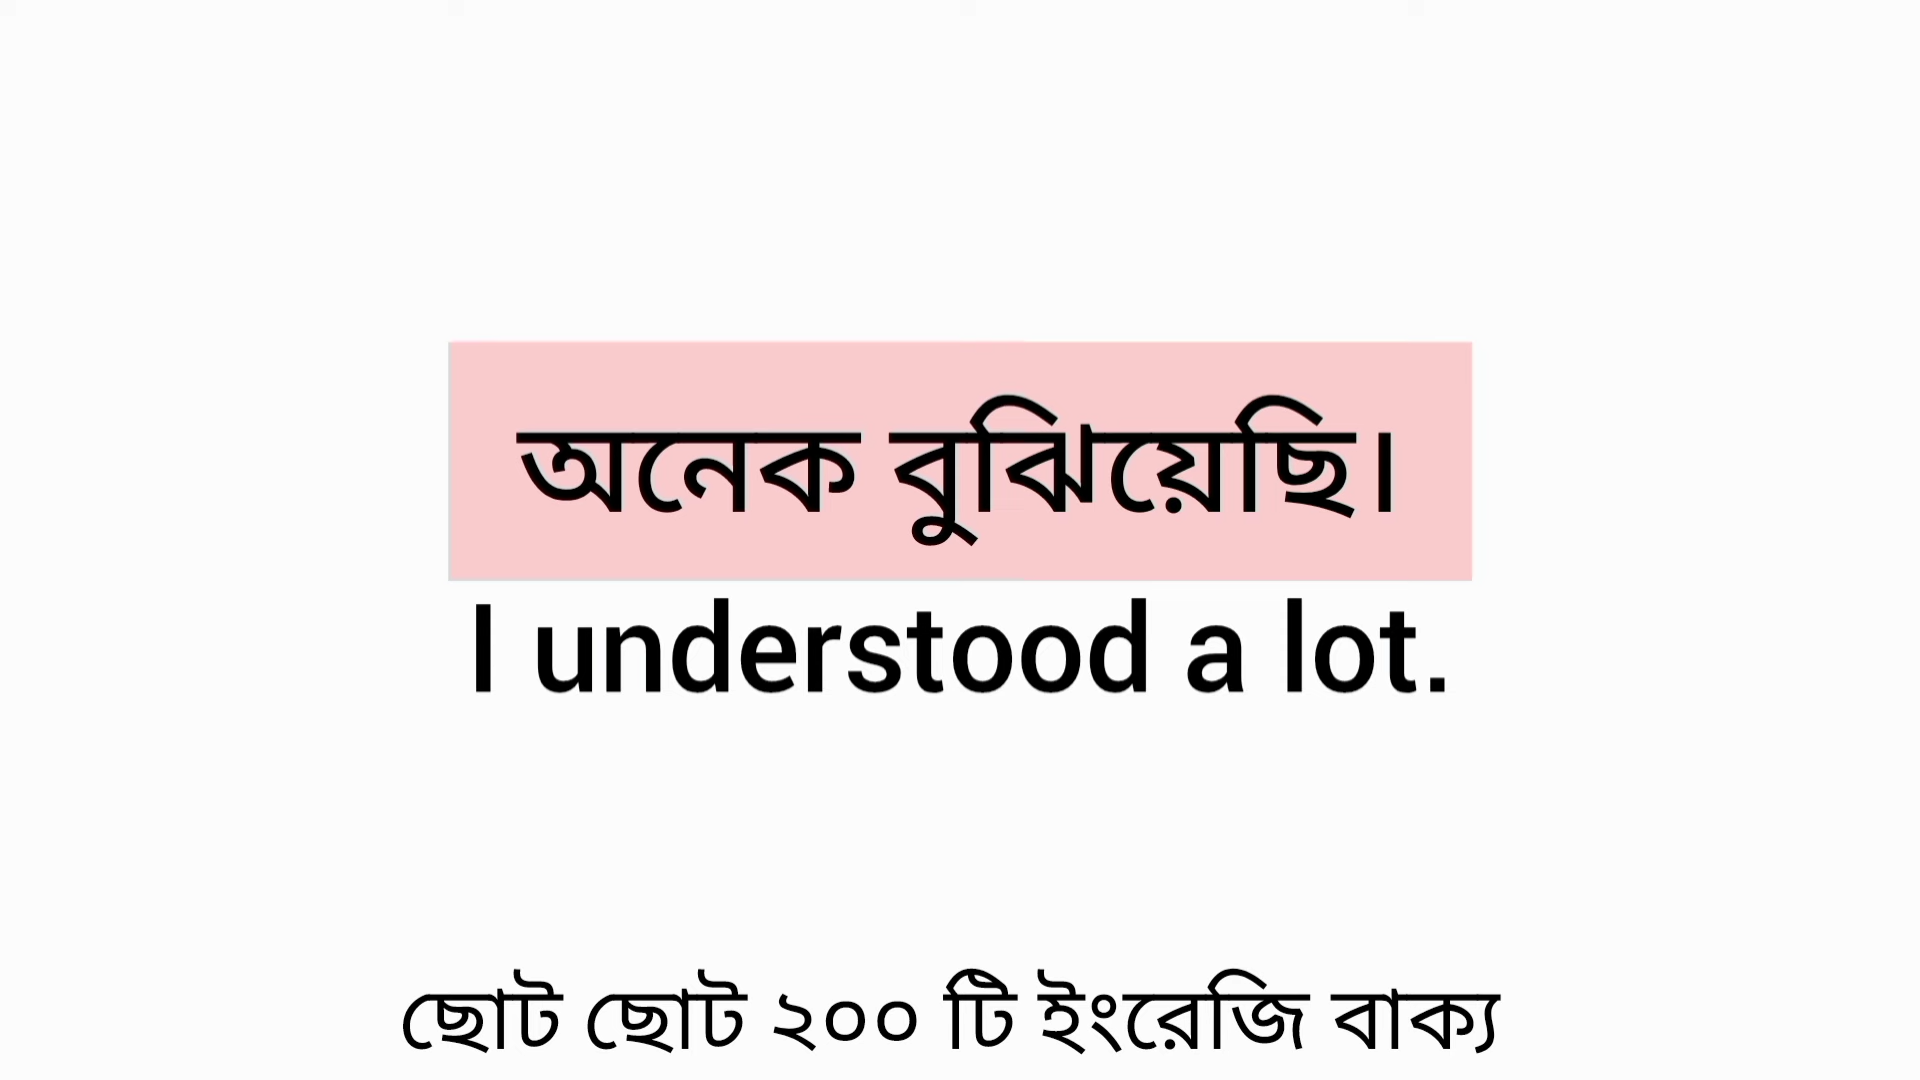 অনেক বুঝিয়েছি।
I understood a lot.
ছোট ছোট ২০০ টি ইংরেজি বাক্য